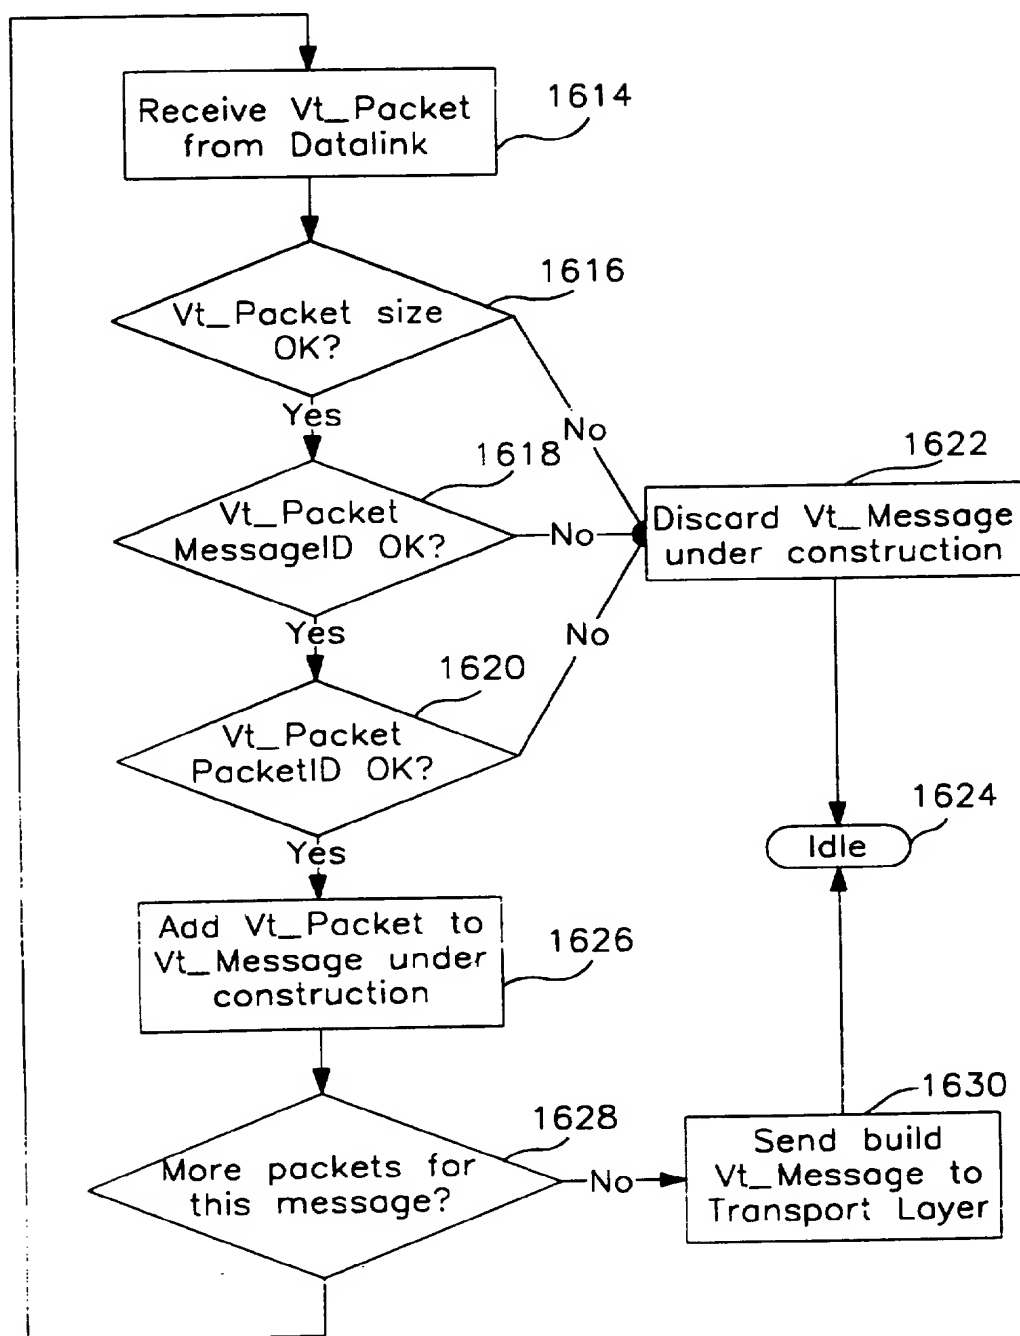 Receive Vt_Packet
from Datalink
1614
1616
Vt_Packet size
OK?
Yes
No
1618
Vt_Packet
MessageID OK?
No
1622
Discard Vt_Message
under construction
Yes
No
1620
Vt_Packet
PacketID OK?
1624
Idle
Yes
Add Vt_Packet to
Vt_Message under
construction
1626
1628
More packets for
this message?
No
1630
Send build
Vt_Message to
Transport Layer